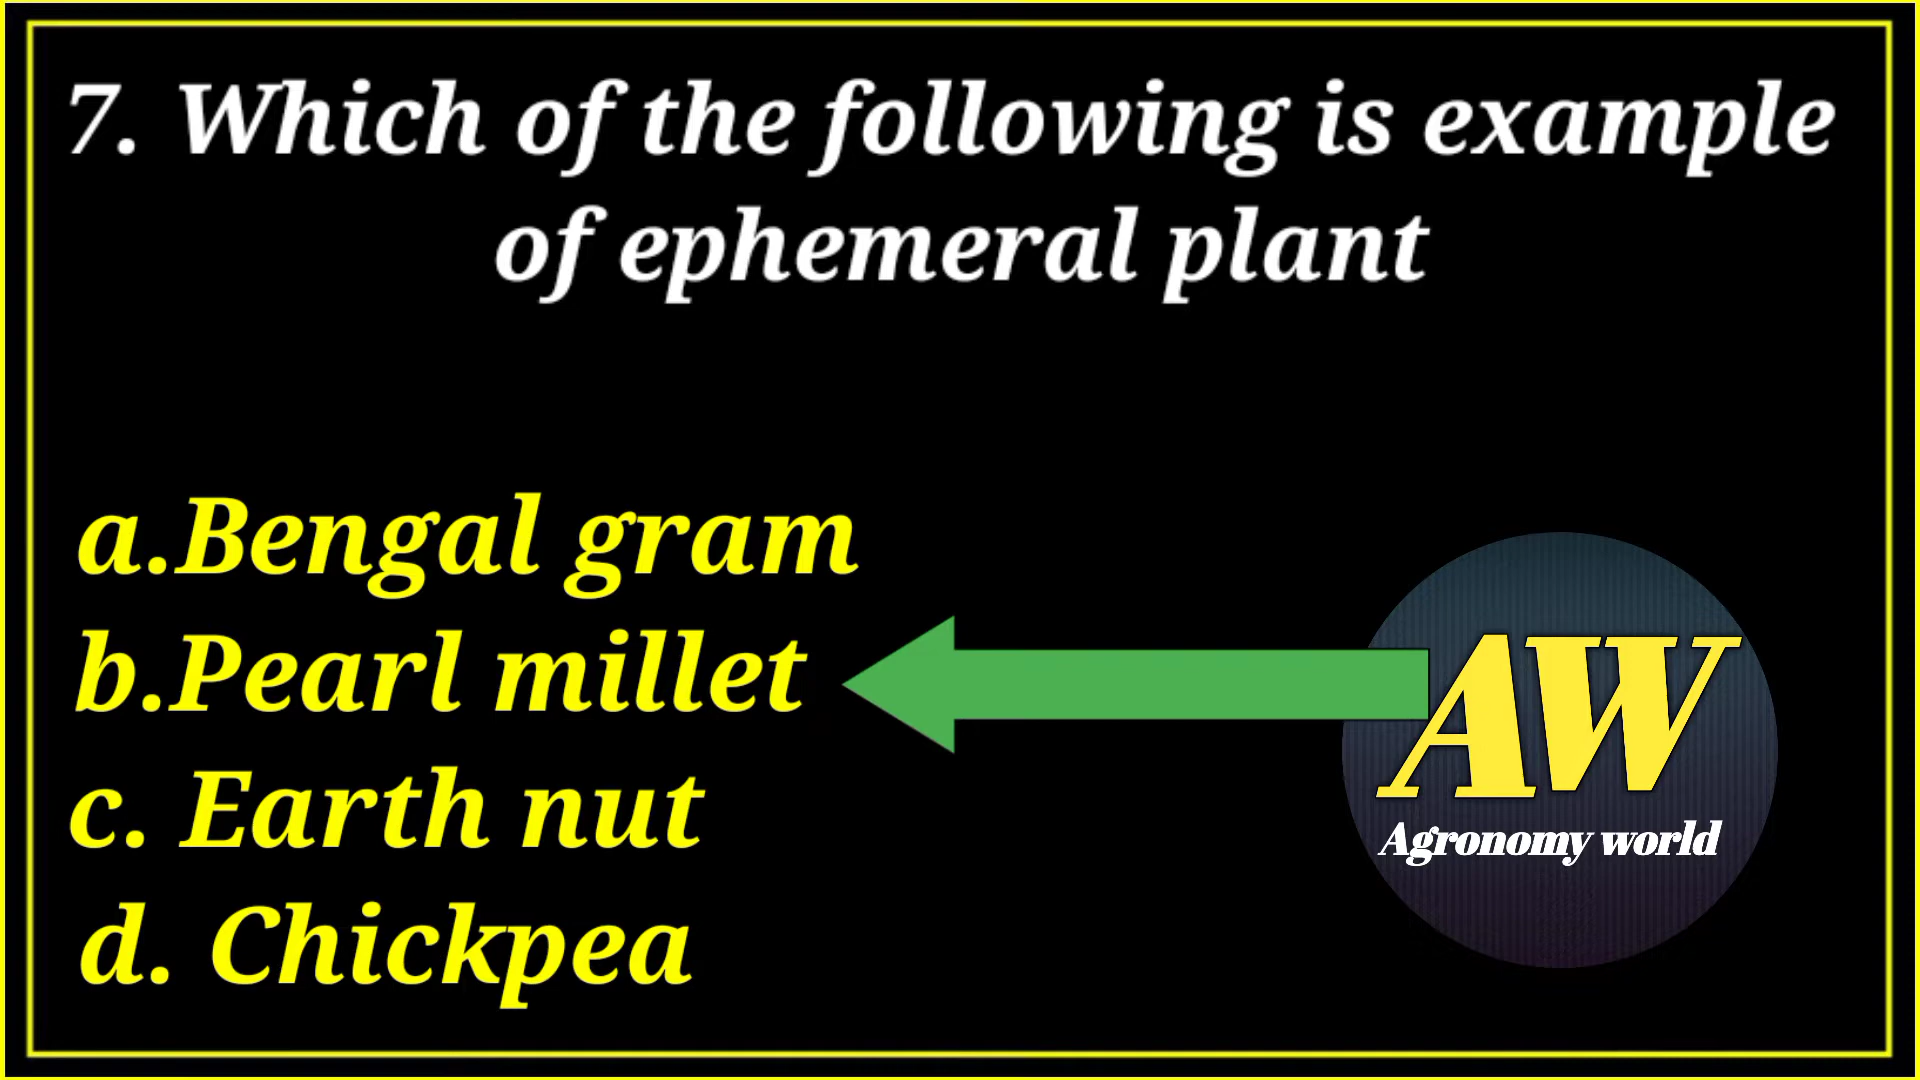 7. Which of the following is example
of ephemeral plant
a.Bengal gram
b.Pearl millet
c. Earth nut
d. Chickpea
AW
Agronomy world